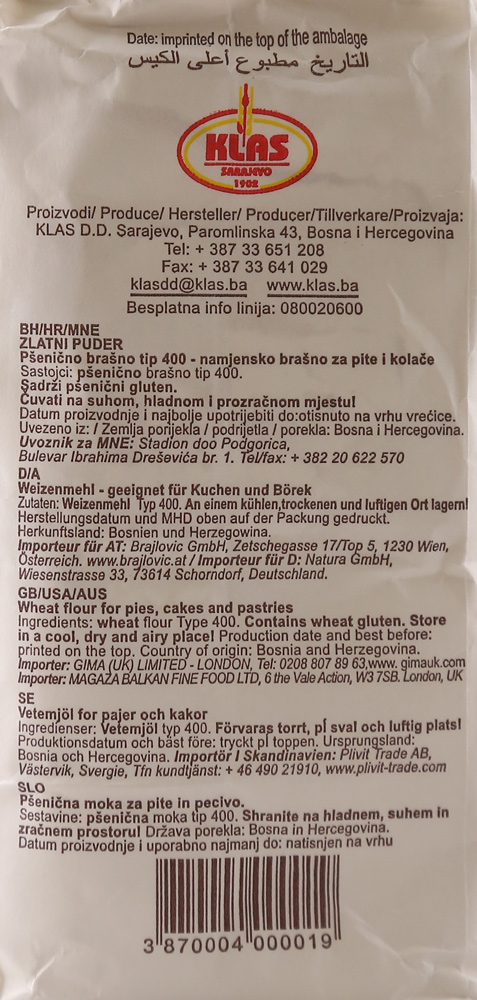 Date: imprinted on the top of the ambalage
التاريخ مطبوع أعلى الكيس
KLAS
SARAJEVO
1902
Proizvodi/ Produce/ Hersteller/ Producer/Tillverkare/Proizvaja:
KLAS D.D. Sarajevo, Paromlinska 43, Bosna i Hercegovina
Tel: + 387 33 651 208
Fax: + 387 33 641 029
klasdd@klas.ba www.klas.ba
Besplatna info linija: 080020600
BH/HR/MNE
ZLATNI PUDER
Pšenično brašno tip 400 - namjensko brašno za pite i kolače
Sastojci: pšenično brašno tip 400.
Sadrži pšenični gluten.
Čuvati na suhom, hladnom i prozračnom mjestu!
Datum proizvodnje i najbolje upotrijebiti do:otisnuto na vrhu vrećice.
Uvezeno iz: / Zemlja porijekla / podrijetla / porekla: Bosna i Hercegovina.
Uvoznik za MNE: Stadion doo Podgorica,
Bulevar Ibrahima Dreševića br. 1. Tel/fax: + 382 20 622 570
D/A
Weizenmehl - geeignet für Kuchen und Börek
Zutaten: Weizenmehl Typ 400. An einem kühlen,trockenen und luftigen Ort lagern!
Herstellungsdatum und MHD oben auf der Packung gedruckt.
Herkunftsland: Bosnien und Herzegowina.
Importeur für AT: Brajlovic GmbH, Zetschegasse 17/Top 5, 1230 Wien,
Österreich. www.brajlovic.at / Importeur für D: Natura GmbH,
Wiesenstrasse 33, 73614 Schorndorf, Deutschland.
GB/USA/AUS
Wheat flour for pies, cakes and pastries
Ingredients: wheat flour Type 400. Contains wheat gluten. Store
in a cool, dry and airy place! Production date and best before:
printed on the top. Country of origin: Bosnia and Herzegovina.
Importer: GIMA (UK) LIMITED - LONDON, Tel: 0208 807 89 63,www. gimauk.com
Importer: MAGAZA BALKAN FINE FOOD LTD, 6 the Vale Action, W3 7SB. London, UK
SE
Vetemjöl for pajer och kakor
Ingredienser: Vetemjöl typ 400. Förvaras torrt, pĺ sval och luftig plats!
Produktionsdatum och bäst före: tryckt pĺ toppen. Ursprungsland:
Bosnia och Hercegovina. Importör I Skandinavien: Plivit Trade AB,
Västervik, Svergie, Tfn kundtjänst: + 46 490 21910, www.plivit-trade.com
SLO
Pšenična moka za pite in pecivo.
Sestavine: pšenična moka tip 400. Shranite na hladnem, suhem in
zračnem prostoru! Država porekla: Bosna in Hercegovina.
Datum proizvodnje i uporabno najmanj do: natisnjen na vrhu
3 870004 000019